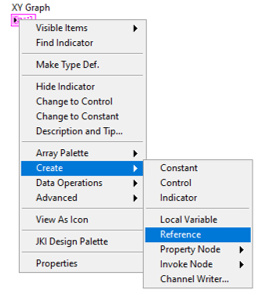 XY Graph
Visible Items
Find Indicator
Make Type Def.
Hide Indicator
Change to Control
Change to Constant
Description and Tip...
Array Palette
Create
Data Operations
Advanced
View As Icon
JKI Design Palette
Properties
Constant
Control
Indicator
Local Variable
Reference
Property Node
Invoke Node
Channel Writer...